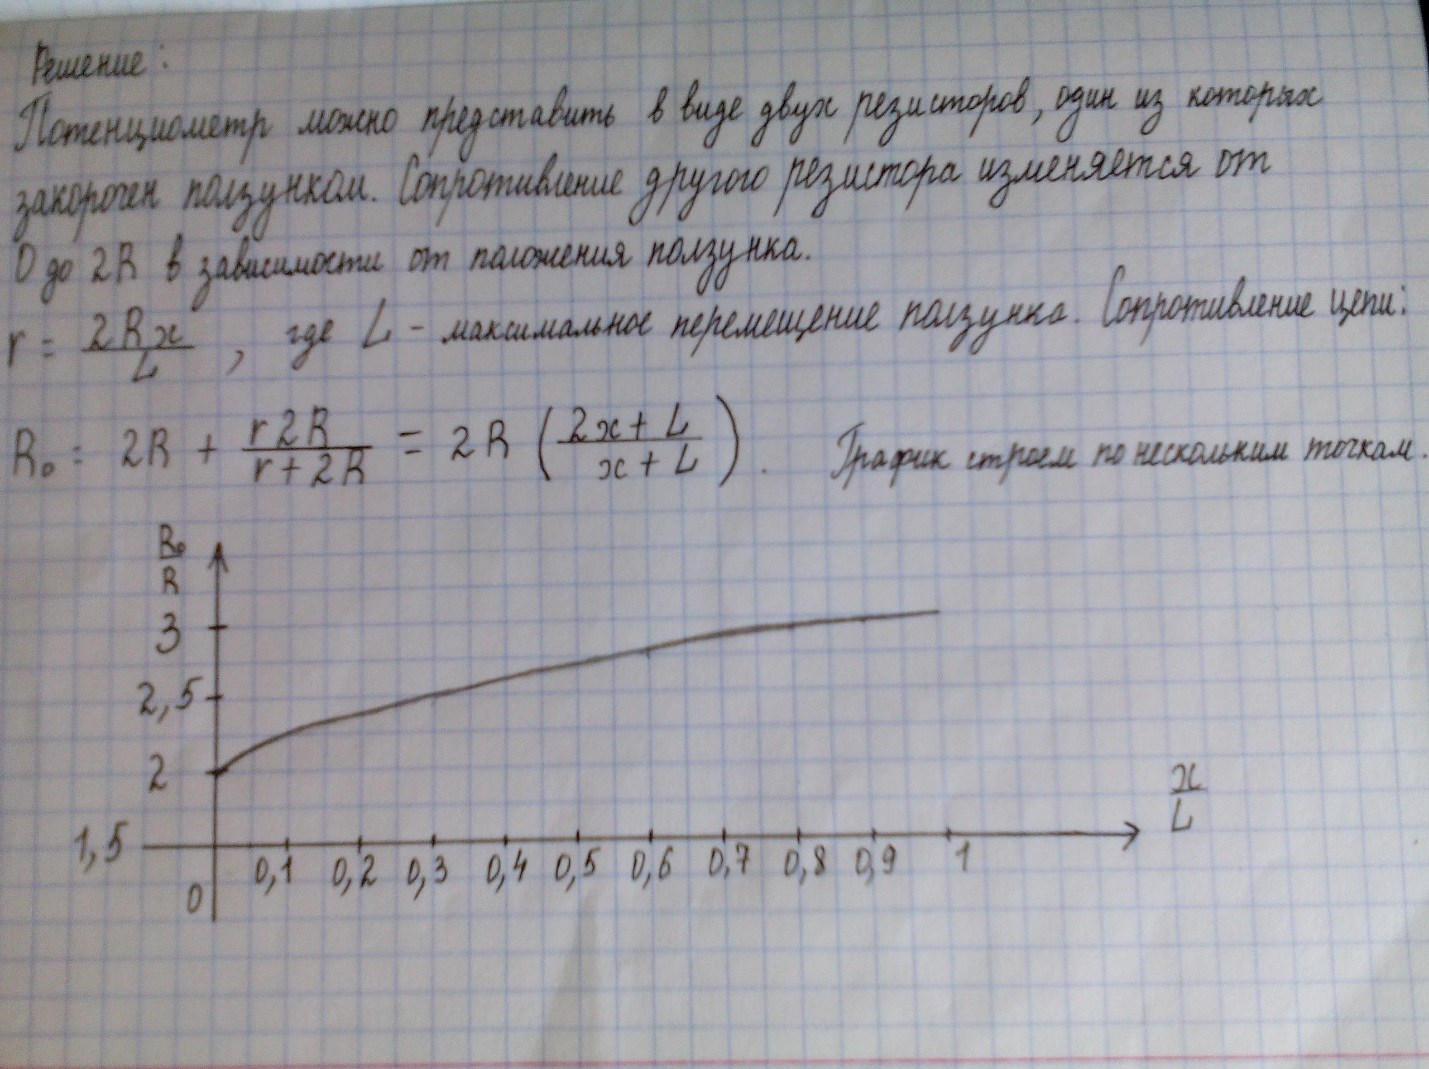 Решение:
Потенциометр можно представить в виде двух резисторов, один из которых
закорочен ползунком. Сопротивление другого резистора изменяется от
0 до 2R в зависимости от положения ползунка.
r = 2Rx/L, где L - максимальное перемещение ползунка. Сопротивление цепи:
R₀ = 2R + r2R/(r+2R) = 2R ((2x+L)/(x+L)). График строем по нескольким точкам.
R₀/R
3
2,5
2
x/L
1,5
0 0,1 0,2 0,3 0,4 0,5 0,6 0,7 0,8 0,9 1